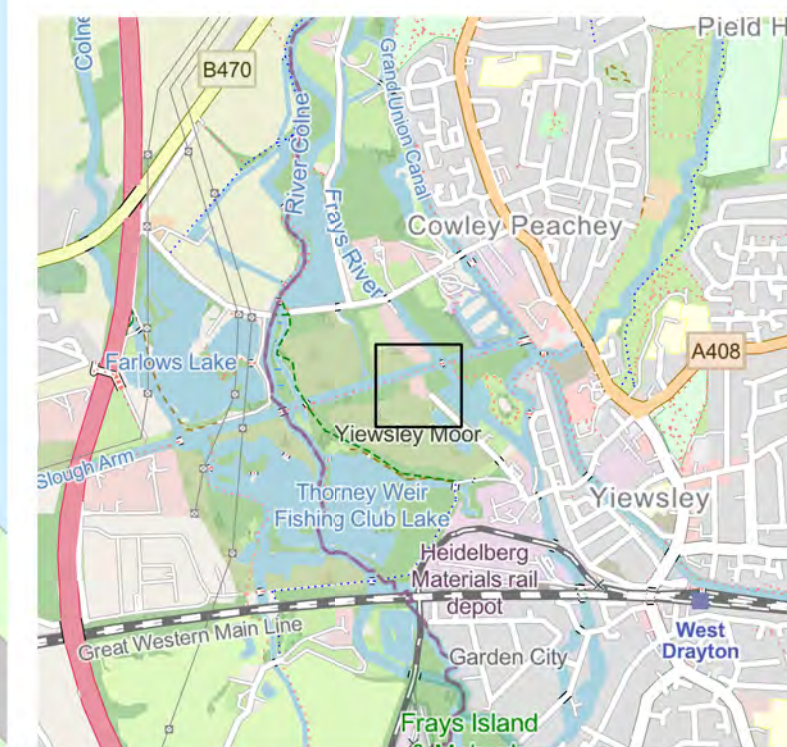 Pield H
Colne
B470
Grand Union Canal
River Colne
Frays River
Cowley Peachey
A408
Farlows Lake
Yiewsley Moor
Slough Arm
Thorney Weir
Fishing Club Lake
Yiewsley
Heidelberg
Materials rail
depot
Great Western Main Line
West
Drayton
Garden City
Frays Island